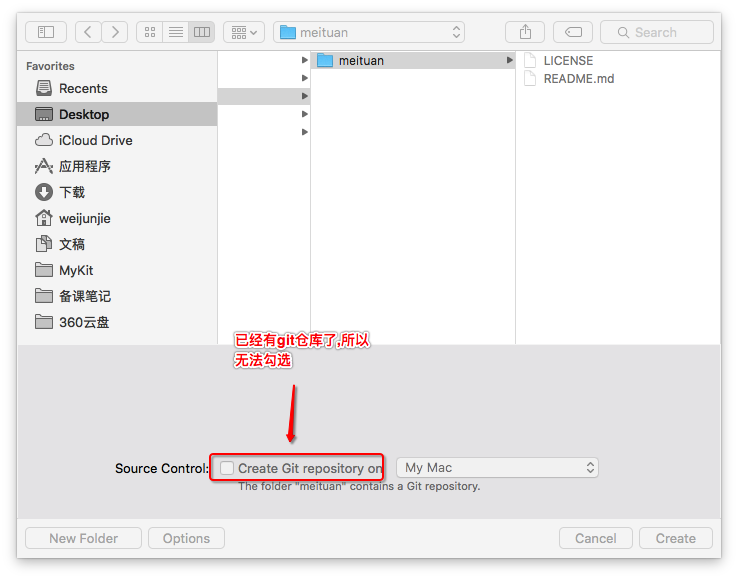 meituan
Search
Favorites
Recents
Desktop
iCloud Drive
应用程序
下载
weijunjie
文稿
MyKit
备课笔记
360云盘
meituan
LICENSE
README.md
已经有git仓库了,所以
无法勾选
Source Control: Create Git repository on My Mac
The folder "meituan" contains a Git repository.
New Folder Options Cancel Create